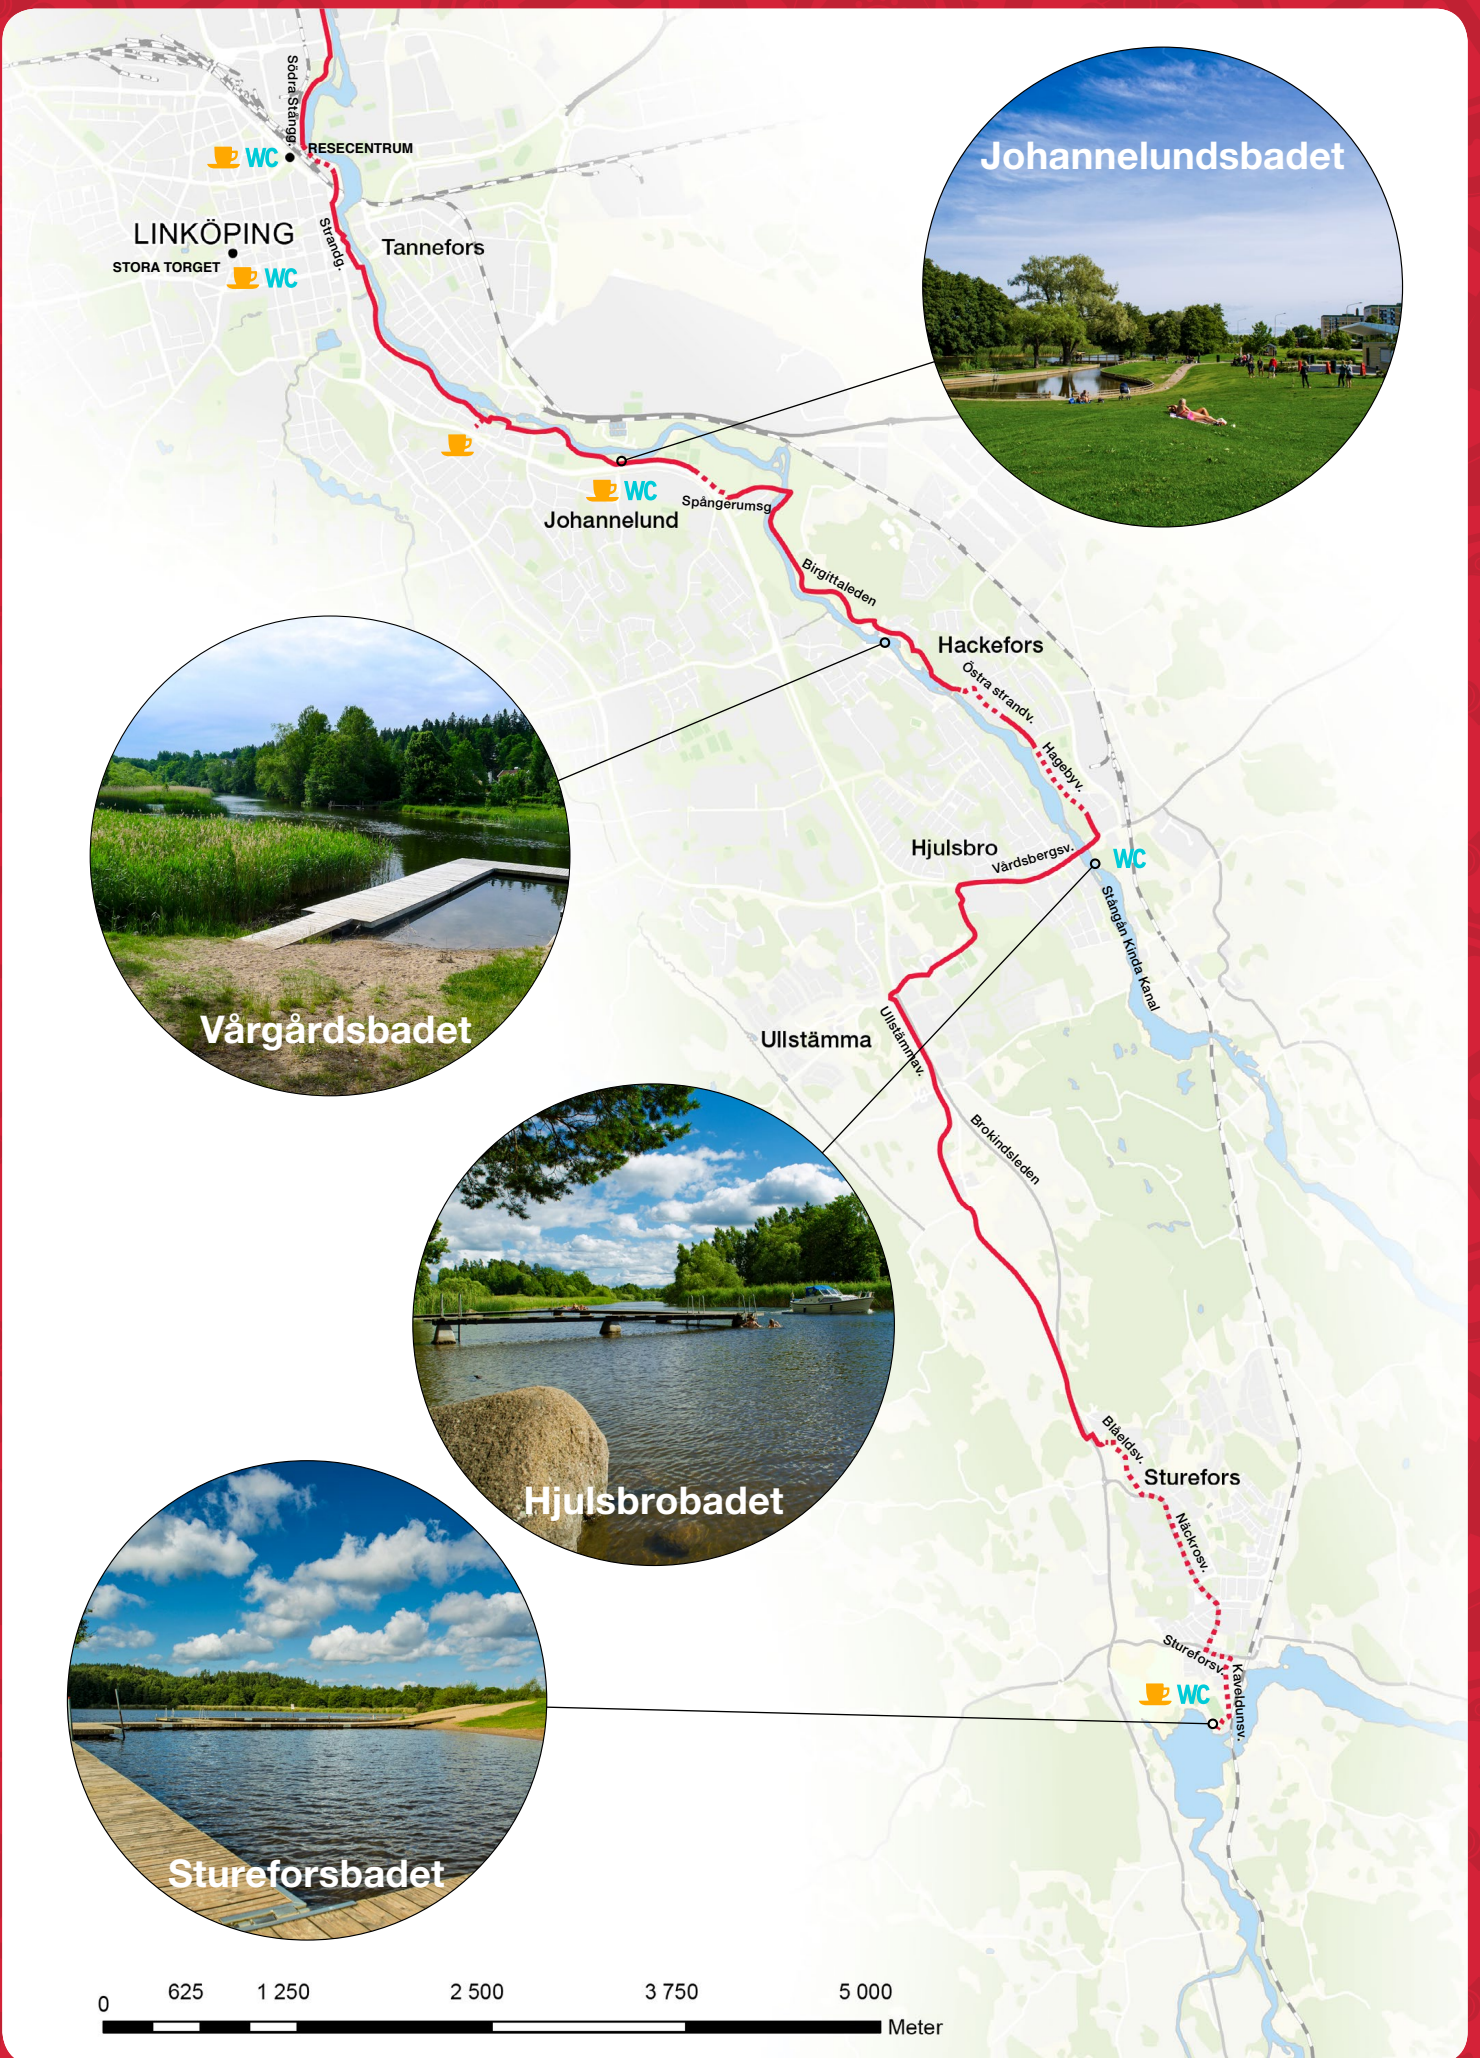 Södra Stångg.
WC
RESECENTRUM
LINKÖPING
STORA TORGET
WC
Strandg.
Tannefors
Johannelundsbadet
WC
Johannelund
Spångerumsg
Birgittaleden
Hackefors
Östra strandv.
Hagebyv.
Hjulsbro
Vårdsbergsv.
WC
Stångån Kinda Kanal
Vårgårdsbadet
Ullstämma
Ullstämmav.
Brokindsleden
Hjulsbrobadet
Blåeldsv.
Sturefors
Näckrosv.
Stureforsv.
Kaveldunsv.
WC
Stureforsbadet
0 625 1 250 2 500 3 750 5 000
Meter